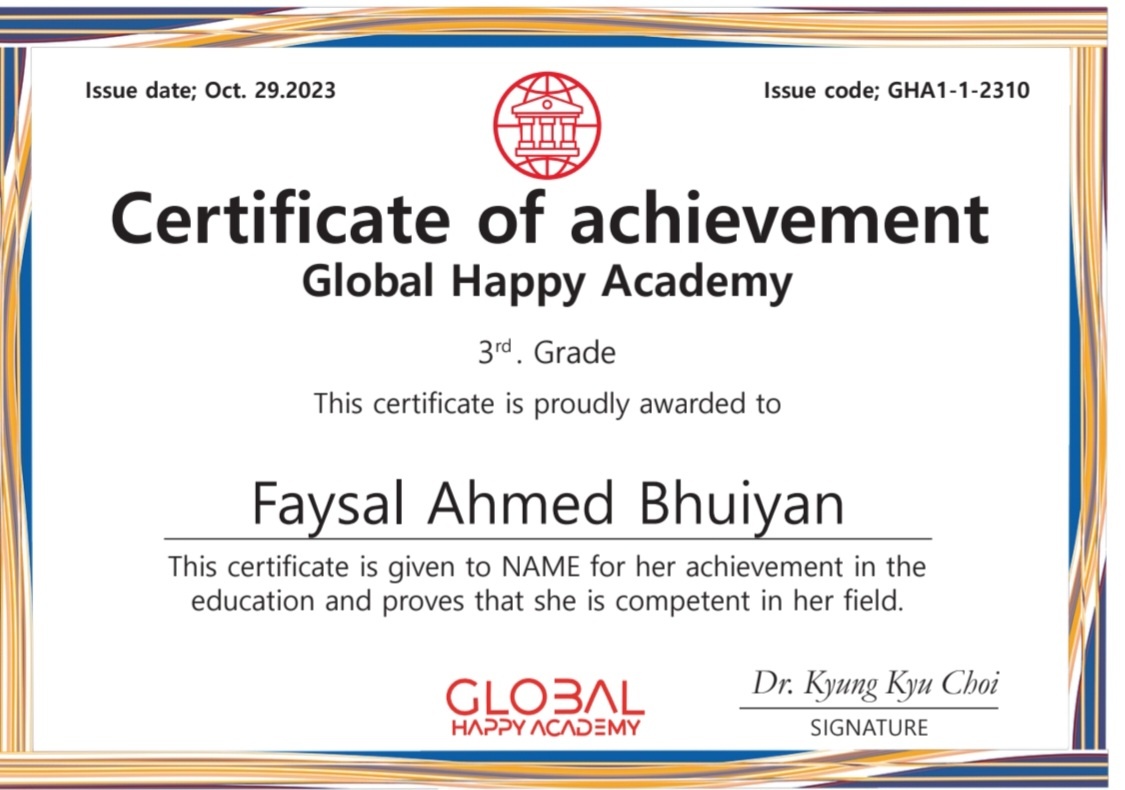 Issue date; Oct. 29.2023
Issue code; GHA1-1-2310
Certificate of achievement
Global Happy Academy
3rd. Grade
This certificate is proudly awarded to
Faysal Ahmed Bhuiyan
This certificate is given to NAME for her achievement in the
education and proves that she is competent in her field.
GLOBAL
HAPPY ACADEMY
Dr. Kyung Kyu Choi
SIGNATURE